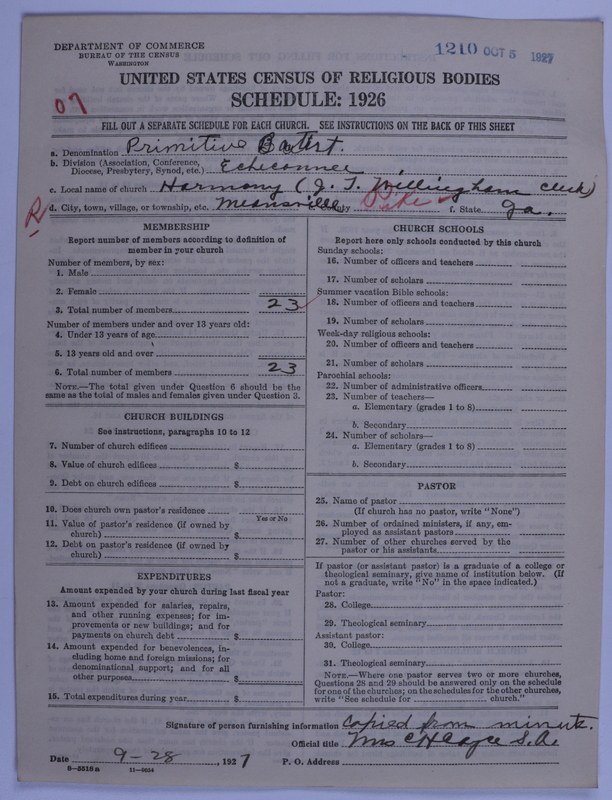 DEPARTMENT OF COMMERCE
BUREAU OF THE CENSUS
WASHINGTON
1210 OCT 5 1927
UNITED STATES CENSUS OF RELIGIOUS BODIES
SCHEDULE: 1926
07
FILL OUT A SEPARATE SCHEDULE FOR EACH CHURCH. SEE INSTRUCTIONS ON THE BACK OF THIS SHEET
a. Denomination Primitive Baptist.
b. Division (Association, Conference, Diocese, Presbytery, Synod, etc.) Echeconnee
c. Local name of church Harmony (J. T. Willingham clerk)
R d. City, town, village, or township, etc. Meansville County Pike f. State Ga.
MEMBERSHIP
Report number of members according to definition of
member in your church
Number of members, by sex:
1. Male
2. Female
3. Total number of members 23
Number of members under and over 13 years old:
4. Under 13 years of age
5. 13 years old and over
6. Total number of members 23
NOTE.—The total given under Question 6 should be the
same as the total of males and females given under Question 3.
CHURCH BUILDINGS
See instructions, paragraphs 10 to 12
7. Number of church edifices
8. Value of church edifices $
9. Debt on church edifices $
10. Does church own pastor's residence
Yes or No
11. Value of pastor's residence (if owned by
church) $
12. Debt on pastor's residence (if owned by
church) $
EXPENDITURES
Amount expended by your church during last fiscal year
13. Amount expended for salaries, repairs,
and other running expenses; for im-
provements or new buildings; and for
payments on church debt $
14. Amount expended for benevolences, in-
cluding home and foreign missions; for
denominational support; and for all
other purposes $
15. Total expenditures during year $
CHURCH SCHOOLS
Report here only schools conducted by this church
Sunday schools:
16. Number of officers and teachers
17. Number of scholars
Summer vacation Bible schools:
18. Number of officers and teachers
19. Number of scholars
Week-day religious schools:
20. Number of officers and teachers
21. Number of scholars
Parochial schools:
22. Number of administrative officers
23. Number of teachers—
a. Elementary (grades 1 to 8)
b. Secondary
24. Number of scholars—
a. Elementary (grades 1 to 8)
b. Secondary
PASTOR
25. Name of pastor
(If church has no pastor, write "None")
26. Number of ordained ministers, if any, em-
ployed as assistant pastors
27. Number of other churches served by the
pastor or his assistants
If pastor (or assistant pastor) is a graduate of a college or
theological seminary, give name of institution below. (If
not a graduate, write "No" in the space indicated.)
Pastor:
28. College
29. Theological seminary
Assistant pastor:
30. College
31. Theological seminary
NOTE.—Where one pastor serves two or more churches,
Questions 28 and 29 should be answered only on the schedule
for one of the churches; on the schedules for the other churches,
write "See schedule for church."
Signature of person furnishing information Copied from minute.
Official title Mrs C H Cayce S.A.
Date 9-28, 1927 P. O. Address
8-5519a 11-9034